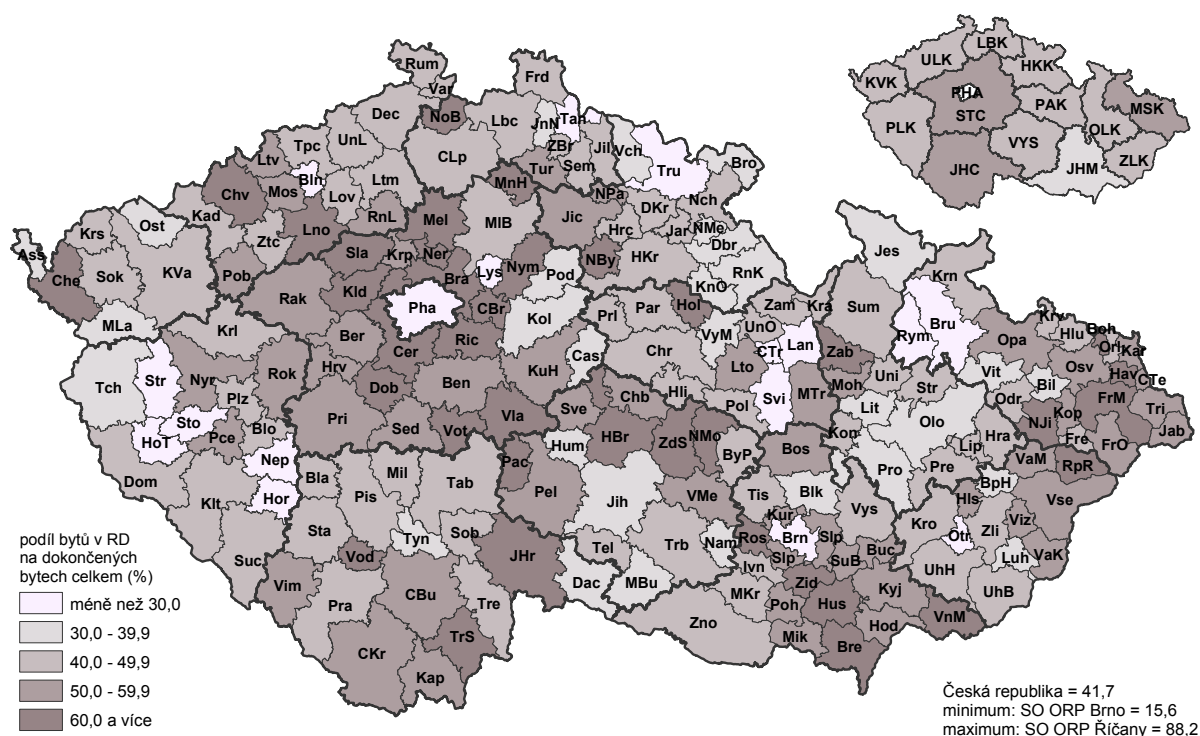 Rum
Frd
Var
Dec
NoB
Lbc
JnN
Tan
Tpc
UnL
ZBr
Jil
Vch
Ltv
CLp
Sem
Bro
Bln
Tur
Tru
Chv
Mos
Ltm
MnH
Lov
NPa
Nch
Kad
RnL
Mel
MlB
Jic
DKr
Ost
Krs
Ztc
Lno
Hrc
Jar
NMe
Ass
Sla
Krp
Ner
Dbr
Che
Sok
KVa
Pob
Bra
Lys
Nym
Pod
NBy
HKr
RnK
Rak
Kld
Pha
CBr
KnO
MLa
Kol
Prl
Par
Hol
Zam
Krl
Ber
Ric
UnO
Cer
Cas
Chr
VyM
CTr
Lan
Tch
Str
Nyr
Rok
Hrv
Dob
Ben
KuH
Lto
Plz
Chb
Hli
Svi
MTr
Sto
Blo
Pri
Sed
Vot
Vla
Sve
Pol
HoT
Pce
Nep
HBr
ZdS
NMo
ByP
Dom
Bla
Mil
Tab
Pac
Hum
Klt
Hor
Pis
Pel
Jih
VMe
Sta
Tyn
Sob
Suc
Vod
JHr
Tel
Trb
Nam
Vim
Pra
CBu
Tre
Dac
MBu
CKr
TrS
Kap
Zno
MKr
Ivn
Jes
Krn
Kra
Sum
Rym
Bru
Zab
Moh
Uni
Str
Opa
Krv
Hlu
Boh
Orl
Kar
Vit
Bil
Osv
Hav
CTe
Lit
Olo
Odr
FrM
NJi
Kop
Tri
Kon
Lip
Hra
Fre
FrO
Jab
Bos
Pro
Pre
VaM
RpR
Tis
Blk
Vys
BpH
Hls
Vse
Kur
Kro
Otr
Zli
Viz
Ros
Brn
Slp
Slp
SuB
Buc
UhH
Luh
VaK
Zid
Kyj
UhB
Poh
Hus
Hod
VnM
Mik
Bre
LBK
ULK
HKK
KVK
PHA
PAK
MSK
STC
PLK
OLK
VYS
ZLK
JHC
JHM
podíl bytů v RD
na dokončených
bytech celkem (%)
méně než 30,0
30,0 - 39,9
40,0 - 49,9
50,0 - 59,9
60,0 a více
Česká republika = 41,7
minimum: SO ORP Brno = 15,6
maximum: SO ORP Říčany = 88,2